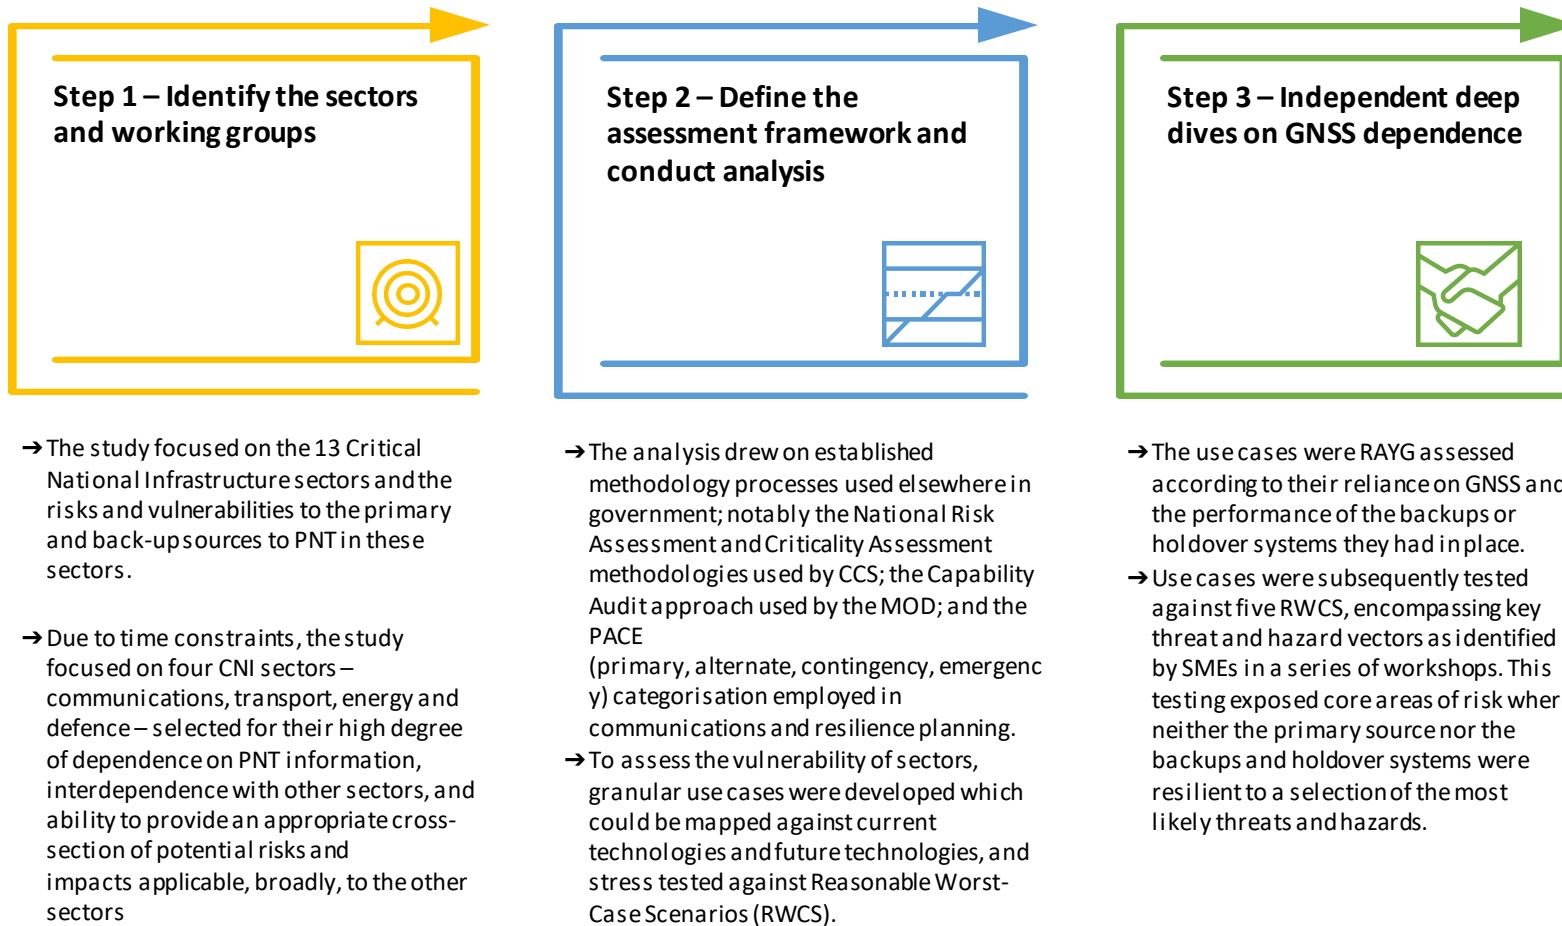 Step 1 – Identify the sectors
and working groups
➔ The study focused on the 13 Critical
National Infrastructure sectors and the
risks and vulnerabilities to the primary
and back-up sources to PNT in these
sectors.
➔ Due to time constraints, the study
focused on four CNI sectors –
communications, transport, energy and
defence – selected for their high degree
of dependence on PNT information,
interdependence with other sectors, and
ability to provide an appropriate cross-
section of potential risks and
impacts applicable, broadly, to the other
sectors
Step 2 – Define the
assessment framework and
conduct analysis
➔ The analysis drew on established
methodology processes used elsewhere in
government; notably the National Risk
Assessment and Criticality Assessment
methodologies used by CCS; the Capability
Audit approach used by the MOD; and the
PACE
(primary, alternate, contingency, emergenc
y) categorisation employed in
communications and resilience planning.
➔ To assess the vulnerability of sectors,
granular use cases were developed which
could be mapped against current
technologies and future technologies, and
stress tested against Reasonable Worst-
Case Scenarios (RWCS).
Step 3 – Independent deep
dives on GNSS dependence
➔ The use cases were RAYG assessed
according to their reliance on GNSS and
the performance of the backups or
holdover systems they had in place.
➔ Use cases were subsequently tested
against five RWCS, encompassing key
threat and hazard vectors as identified
by SMEs in a series of workshops. This
testing exposed core areas of risk wher
neither the primary source nor the
backups and holdover systems were
resilient to a selection of the most
likely threats and hazards.